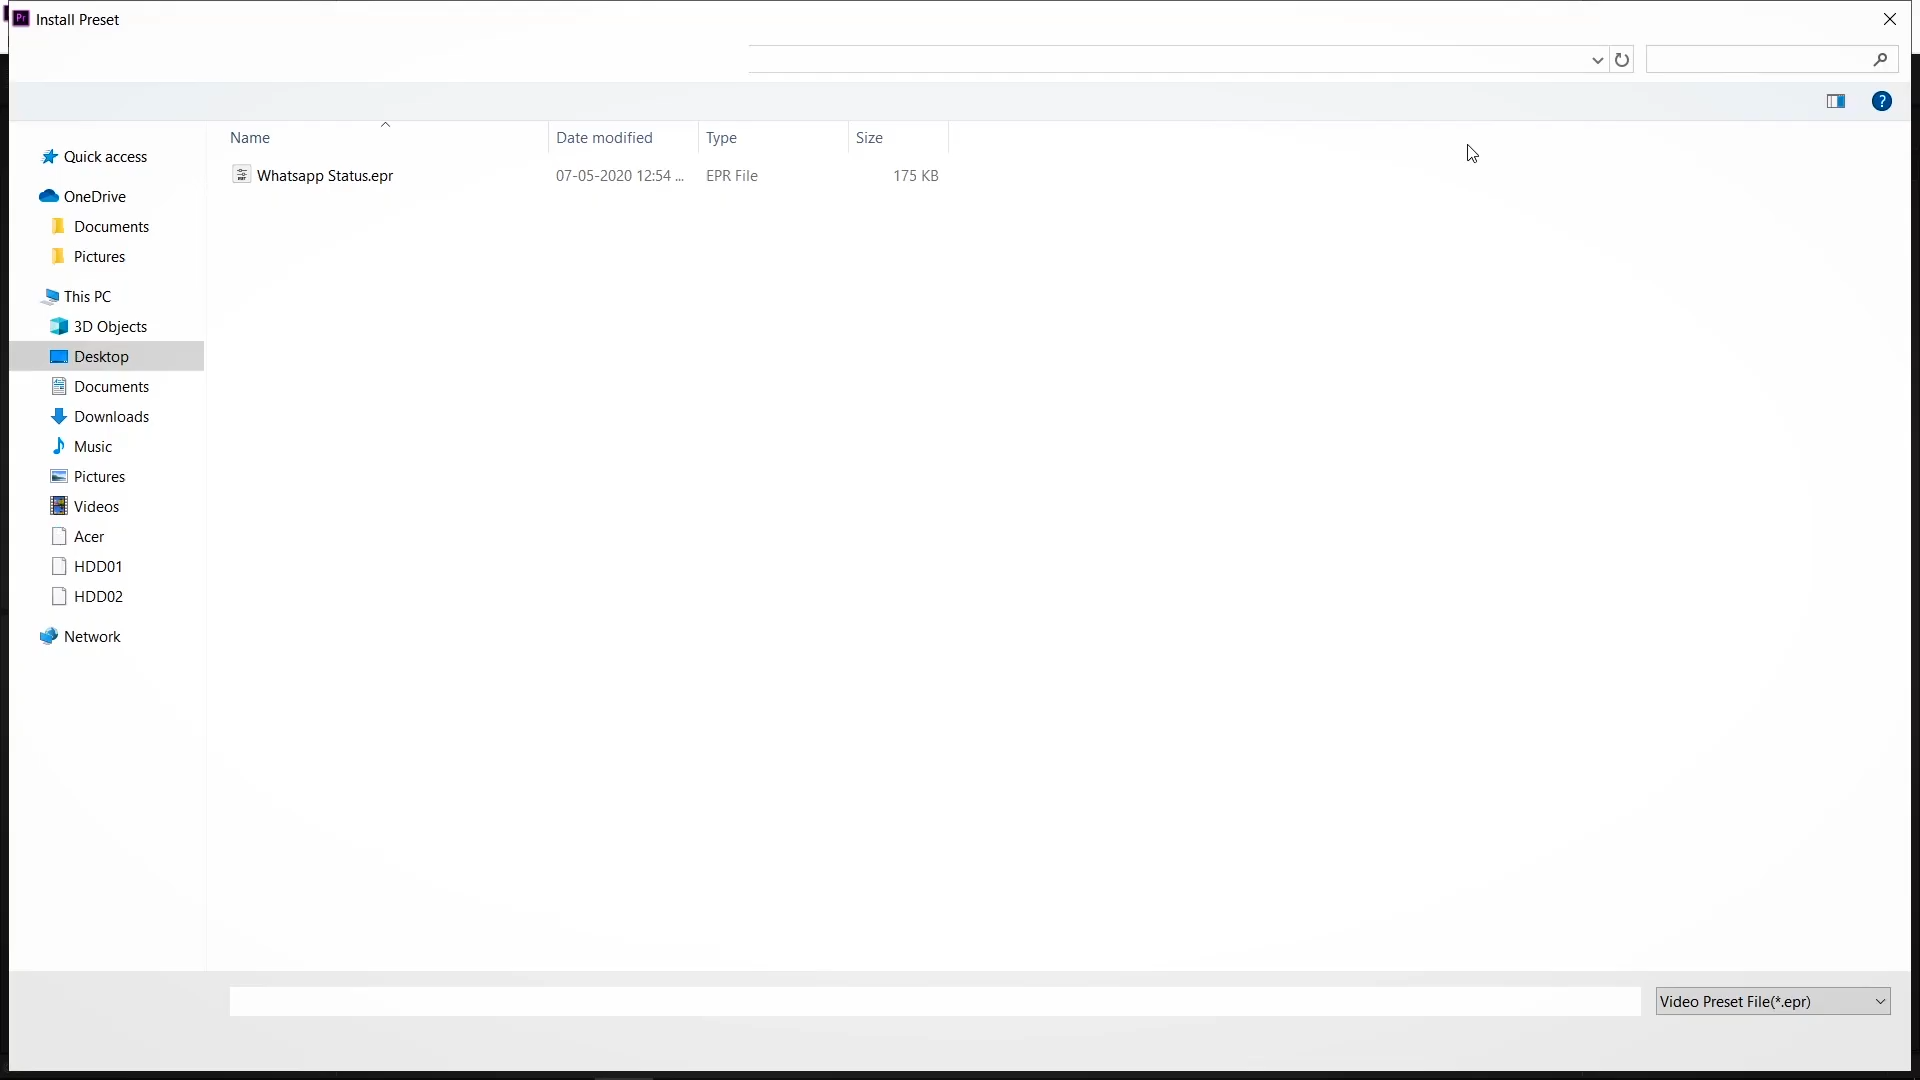 Pr Install Preset
?
Name Date modified Type Size
Whatsapp Status.epr 07-05-2020 12:54 ... EPR File 175 KB
Quick access
OneDrive
Documents
Pictures
This PC
3D Objects
Desktop
Documents
Downloads
Music
Pictures
Videos
Acer
HDD01
HDD02
Network
Video Preset File(*.epr)